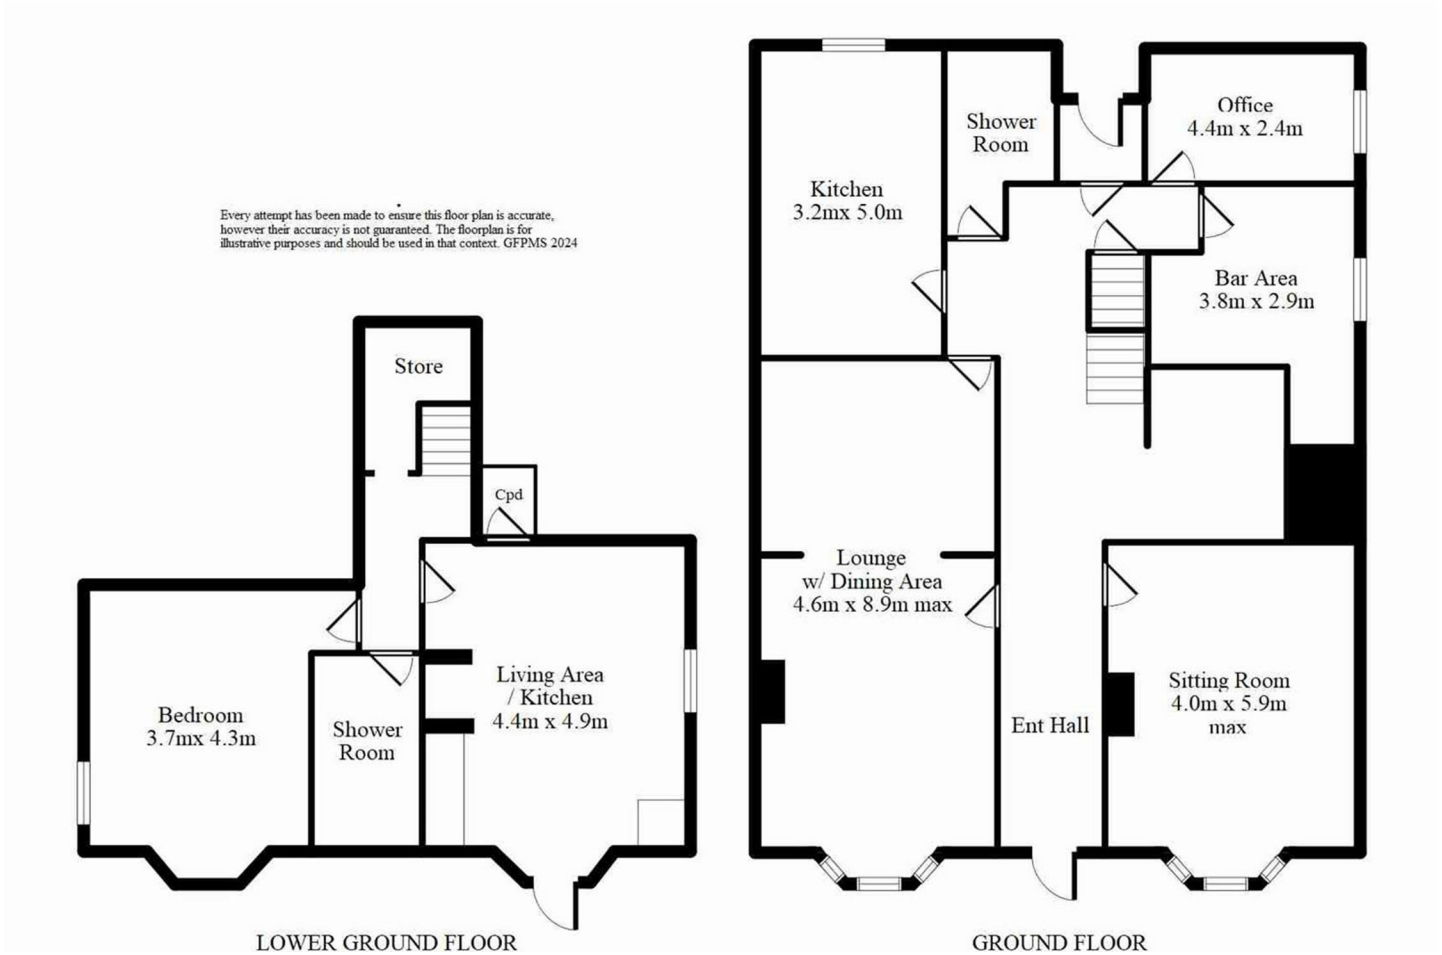 Every attempt has been made to ensure this floor plan is accurate,
however their accuracy is not guaranteed. The floorplan is for
illustrative purposes and should be used in that context. GFPMS 2024
Store
Cpd
Living Area
/ Kitchen
4.4m x 4.9m
Bedroom
3.7mx 4.3m
Shower
Room
LOWER GROUND FLOOR
Kitchen
3.2mx 5.0m
Shower
Room
Office
4.4m x 2.4m
Bar Area
3.8m x 2.9m
Lounge
w/ Dining Area
4.6m x 8.9m max
Ent Hall
Sitting Room
4.0m x 5.9m
max
GROUND FLOOR